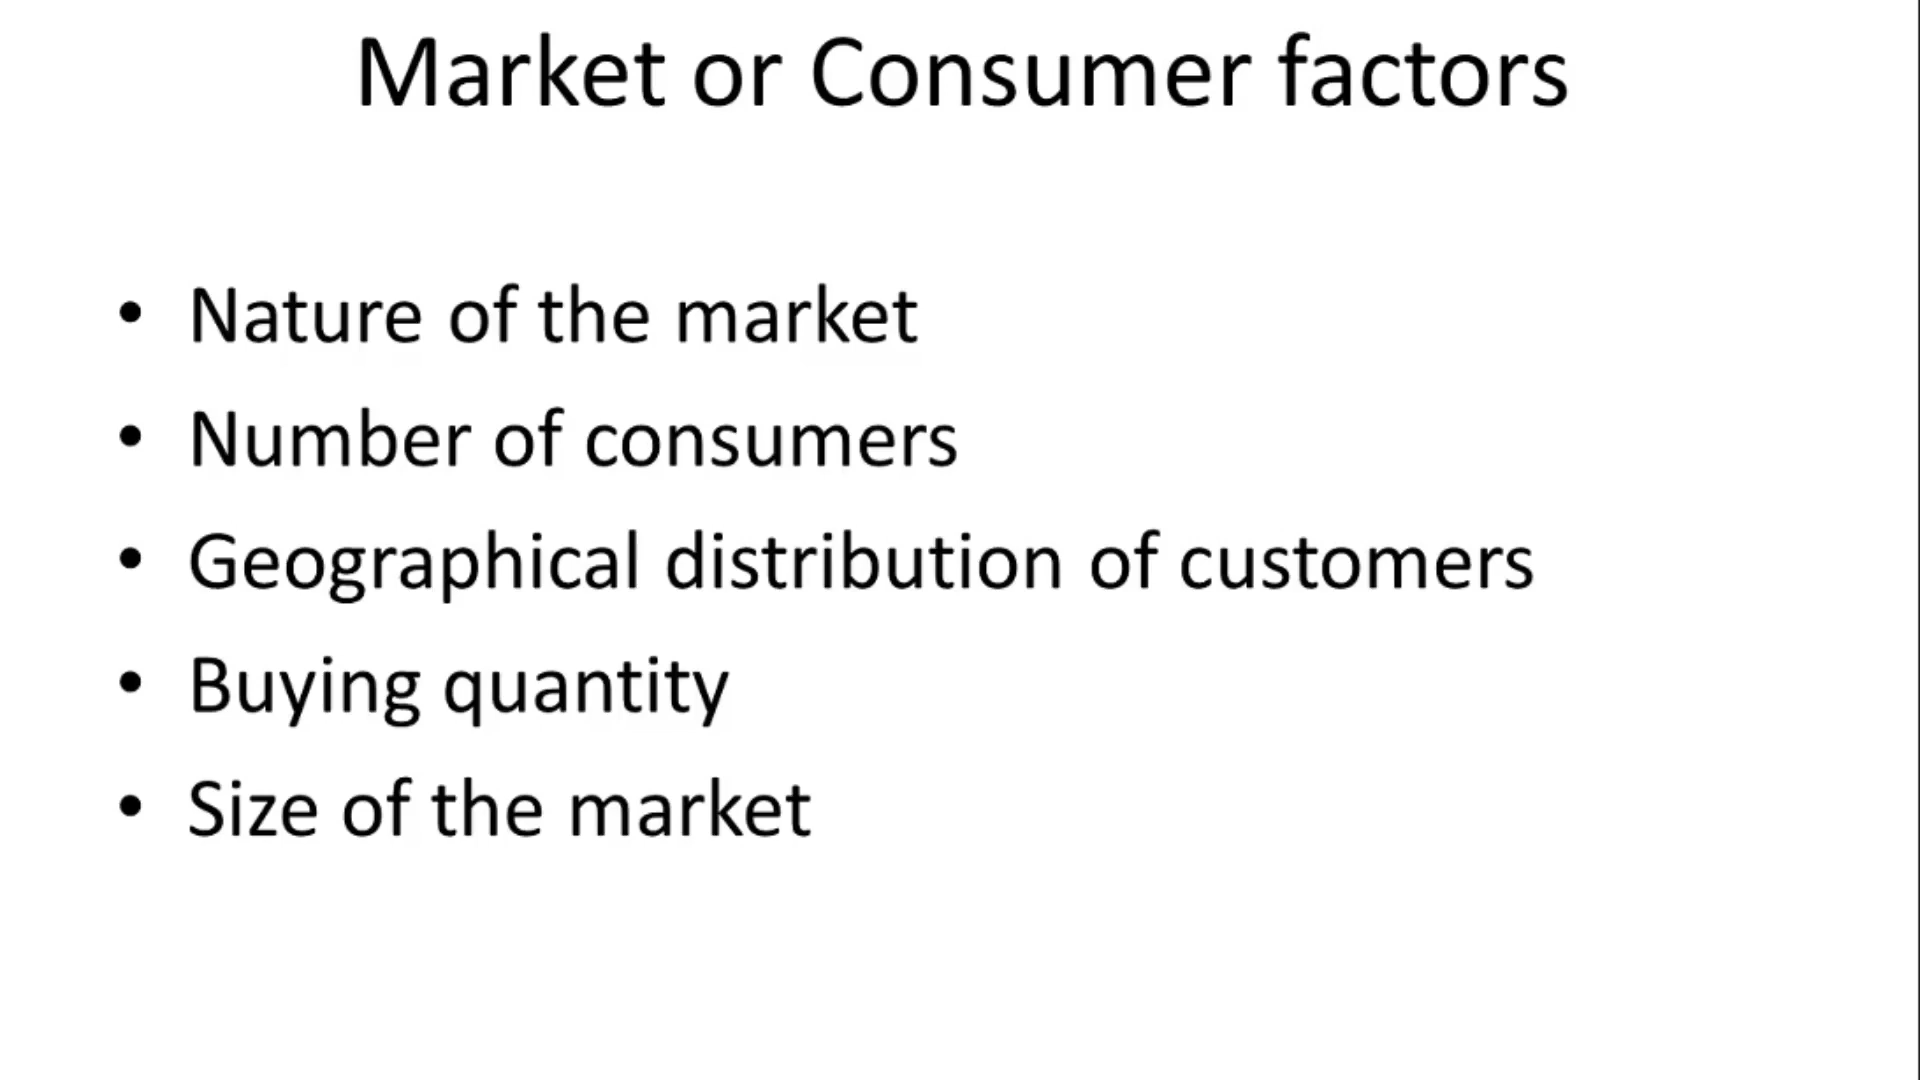 Market or Consumer factors
• Nature of the market
• Number of consumers
• Geographical distribution of customers
• Buying quantity
• Size of the market